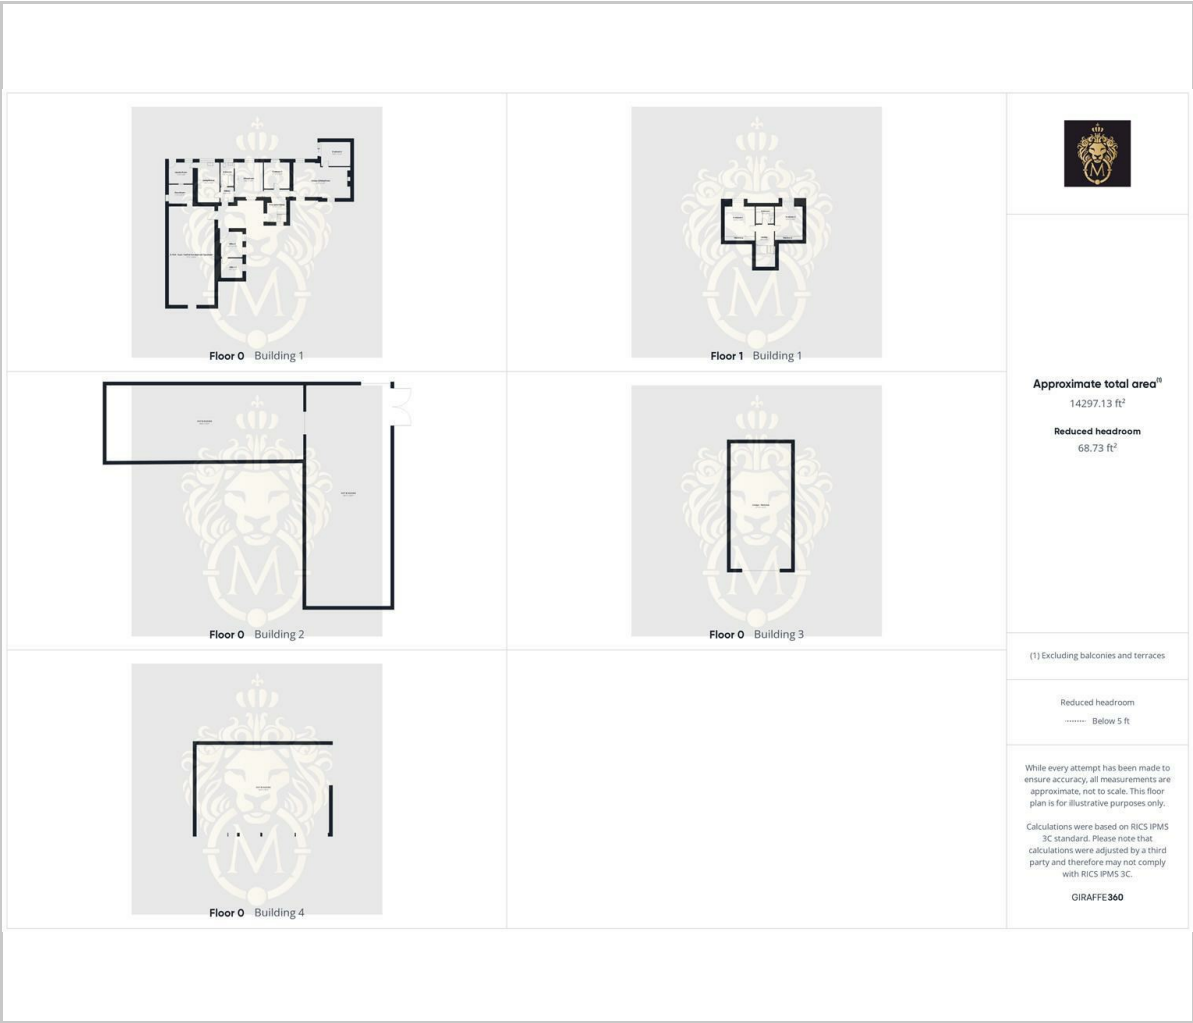 Floor 0 Building 1
Floor 1 Building 1
Floor 0 Building 2
Floor 0 Building 3
Floor 0 Building 4
M
Approximate total area⁽¹⁾
14297.13 ft²
Reduced headroom
68.73 ft²
(1) Excluding balconies and terraces
Reduced headroom
Below 5 ft
While every attempt has been made to
ensure accuracy, all measurements are
approximate, not to scale. This floor
plan is for illustrative purposes only.
Calculations were based on RICS IPMS
3C standard. Please note that
calculations were adjusted by a third
party and therefore may not comply
with RICS IPMS 3C.
GIRAFFE360